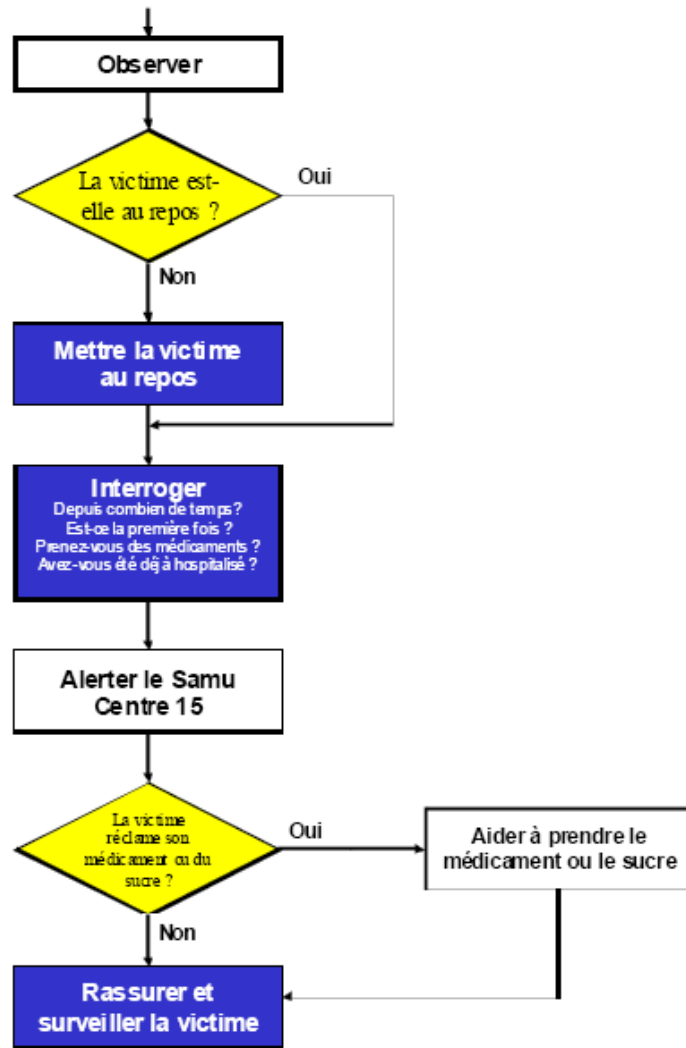 Observer
La victime est-
elle au repos ?
Oui
Non
Mettre la victime
au repos
Interroger
Depuis combien de temps?
Est-ce la première fois ?
Prenez-vous des médicaments ?
Avez-vous été déjà hospitalisé ?
Alerter le Samu
Centre 15
La victime
réclame son
médicament ou du
sucre ?
Oui
Aider à prendre le
médicament ou le sucre
Non
Rassurer et
surveiller la victime